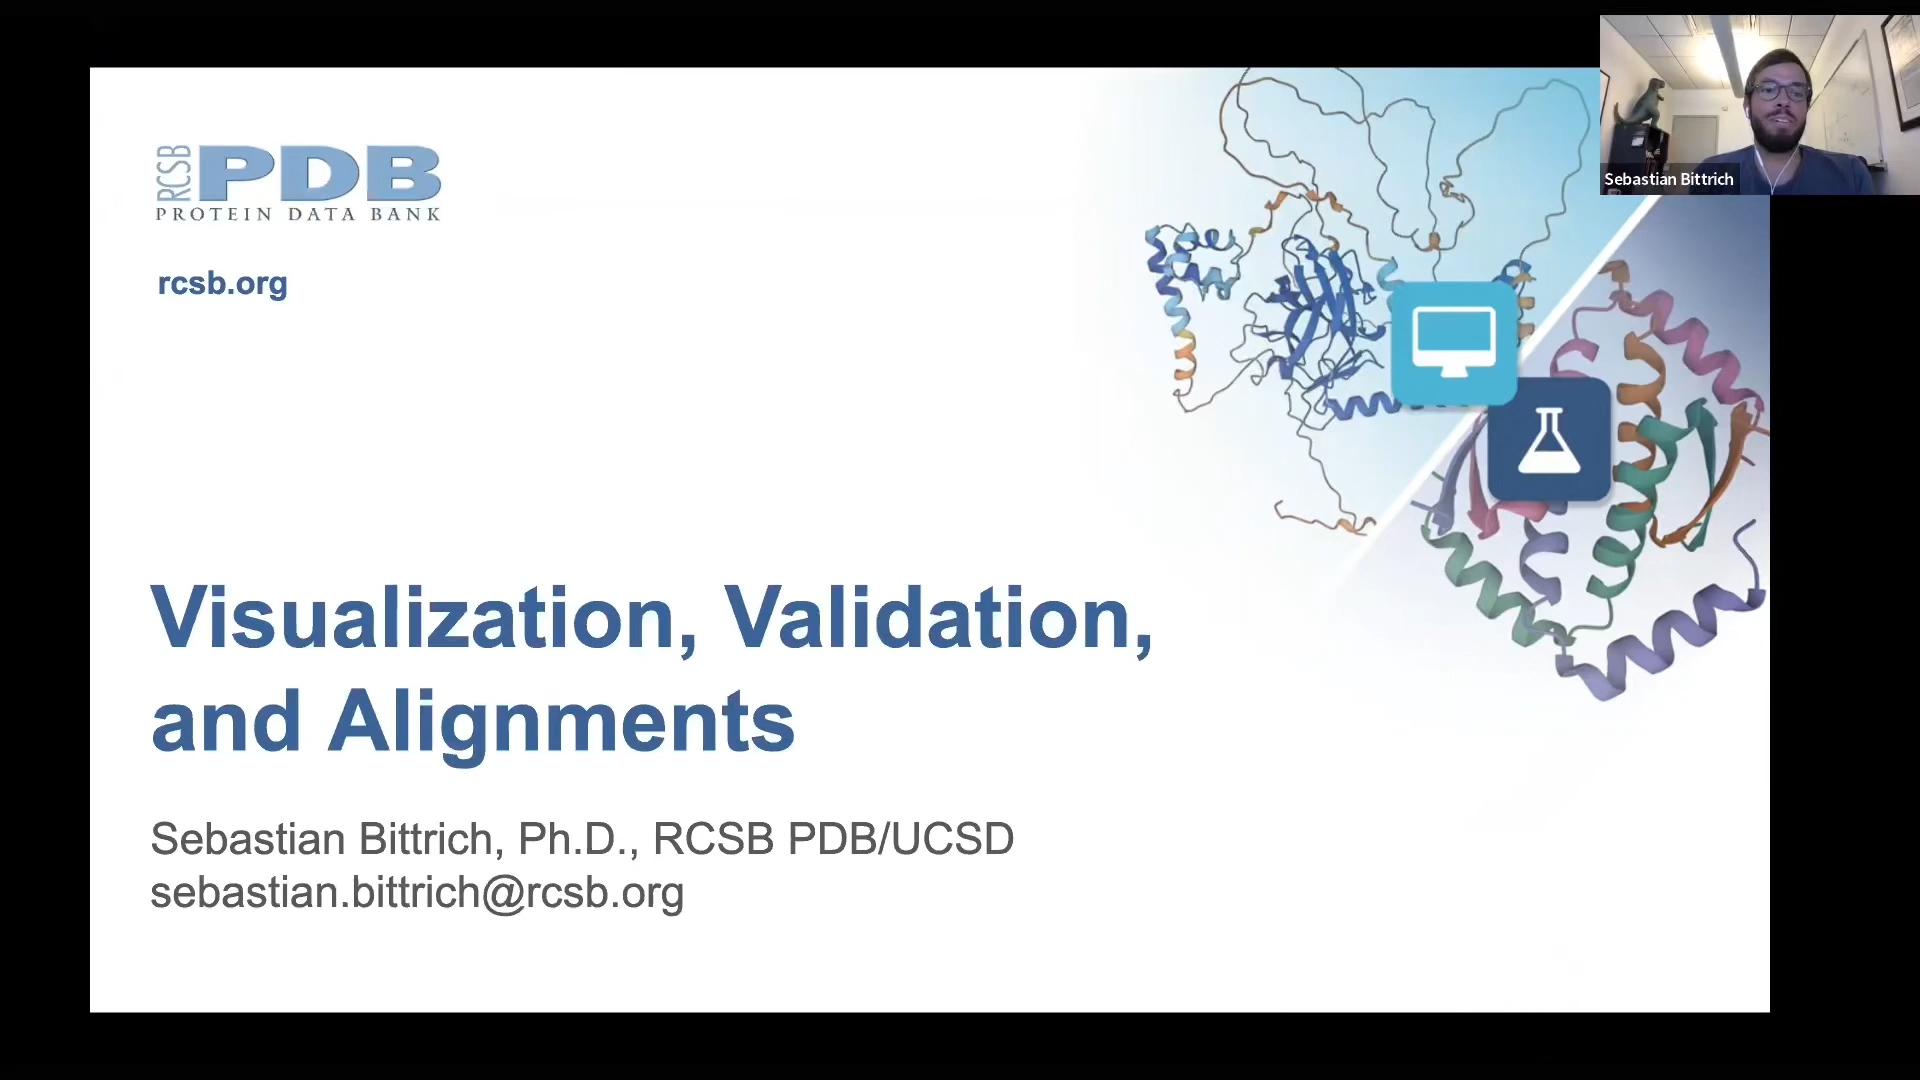 RCSB PDB
PROTEIN DATA BANK
rcsb.org
Visualization, Validation,
and Alignments
Sebastian Bittrich, Ph.D., RCSB PDB/UCSD
sebastian.bittrich@rcsb.org
Sebastian Bittrich